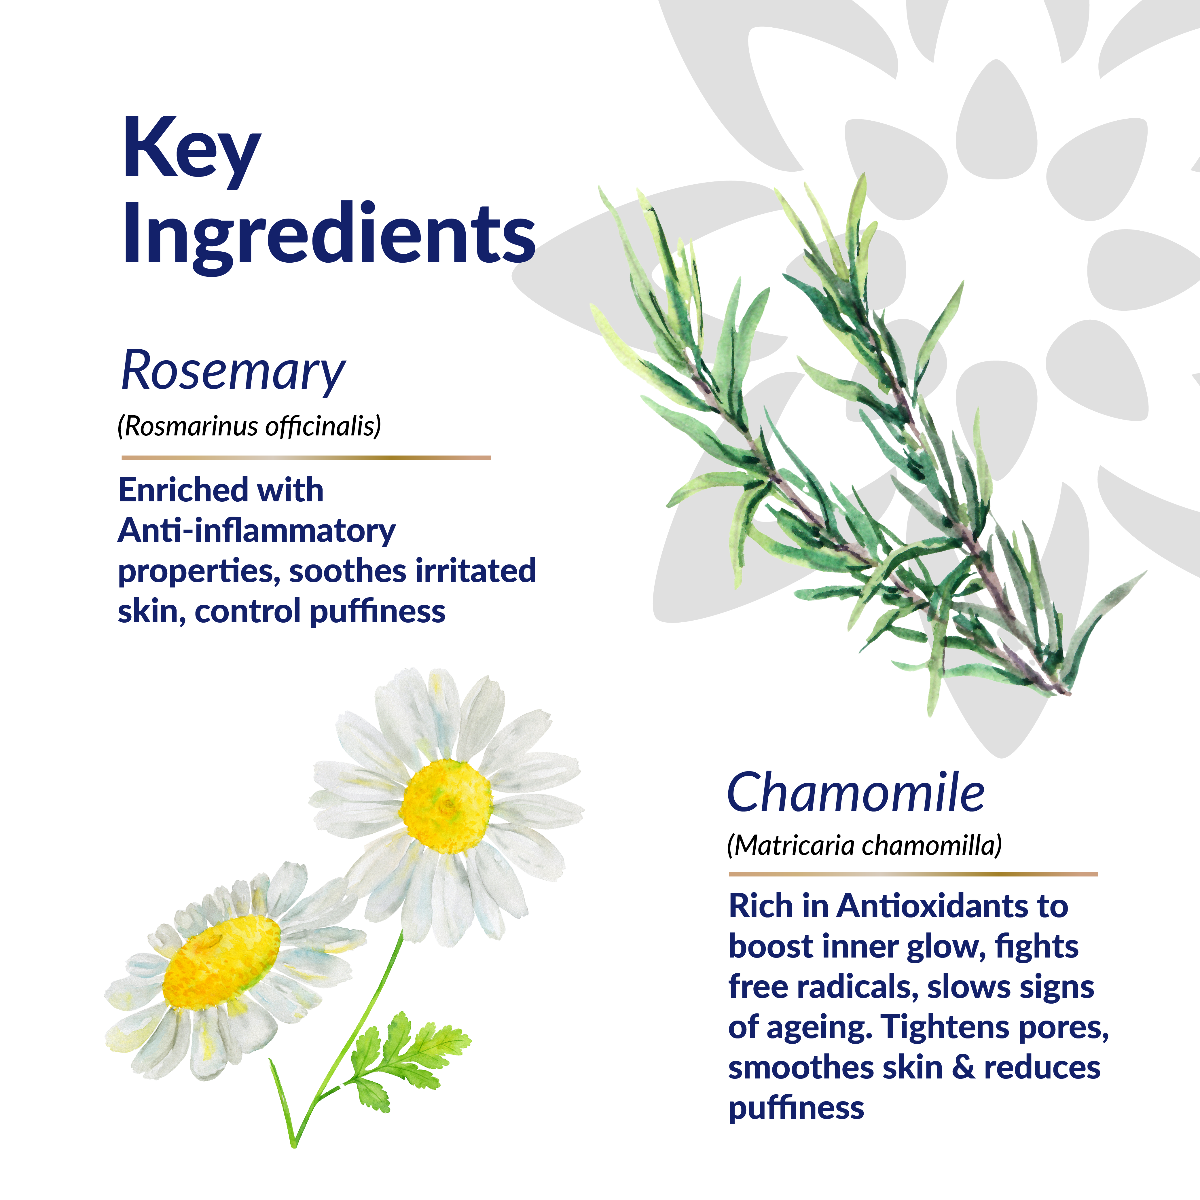 Key
Ingredients
Rosemary
(Rosmarinus officinalis)
Enriched with
Anti-inflammatory
properties, soothes irritated
skin, control puffiness
Chamomile
(Matricaria chamomilla)
Rich in Antioxidants to
boost inner glow, fights
free radicals, slows signs
of ageing. Tightens pores,
smoothes skin & reduces
puffiness